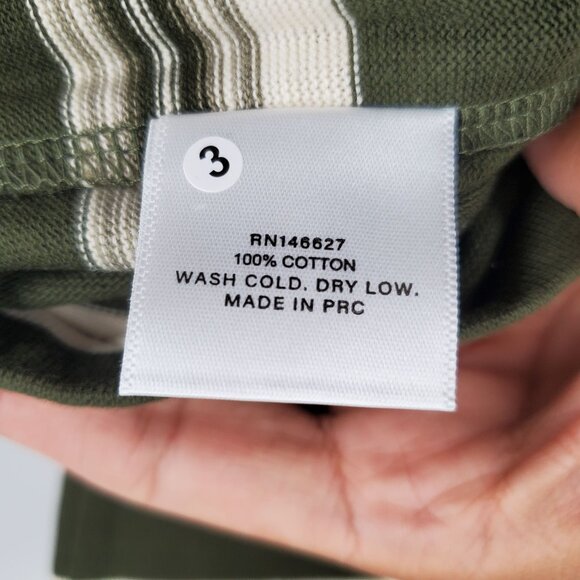 3
RN146627
100% COTTON
WASH COLD. DRY LOW.
MADE IN PRC